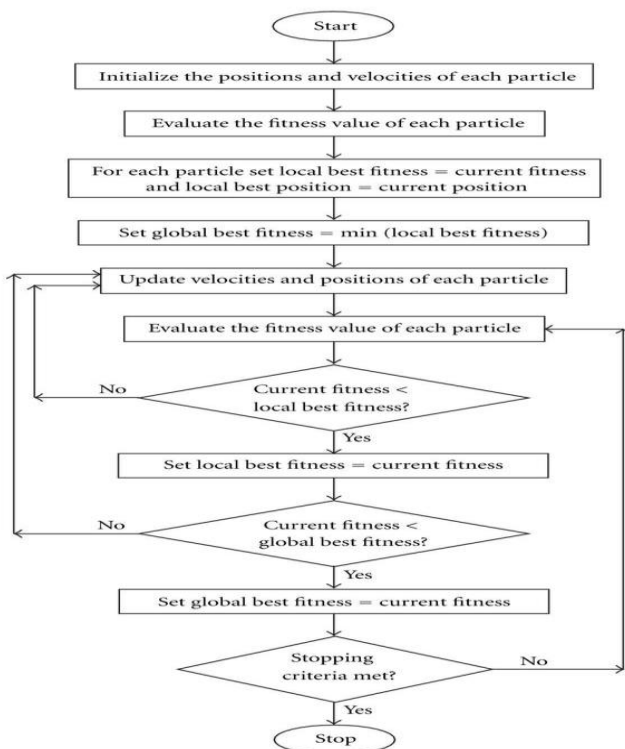 Start
Initialize the positions and velocities of each particle
Evaluate the fitness value of each particle
For each particle set local best fitness = current fitness
and local best position = current position
Set global best fitness = min (local best fitness)
Update velocities and positions of each particle
Evaluate the fitness value of each particle
Current fitness <
local best fitness?
No
Yes
Set local best fitness = current fitness
Current fitness <
global best fitness?
No
Yes
Set global best fitness = current fitness
Stopping
criteria met?
No
Yes
Stop